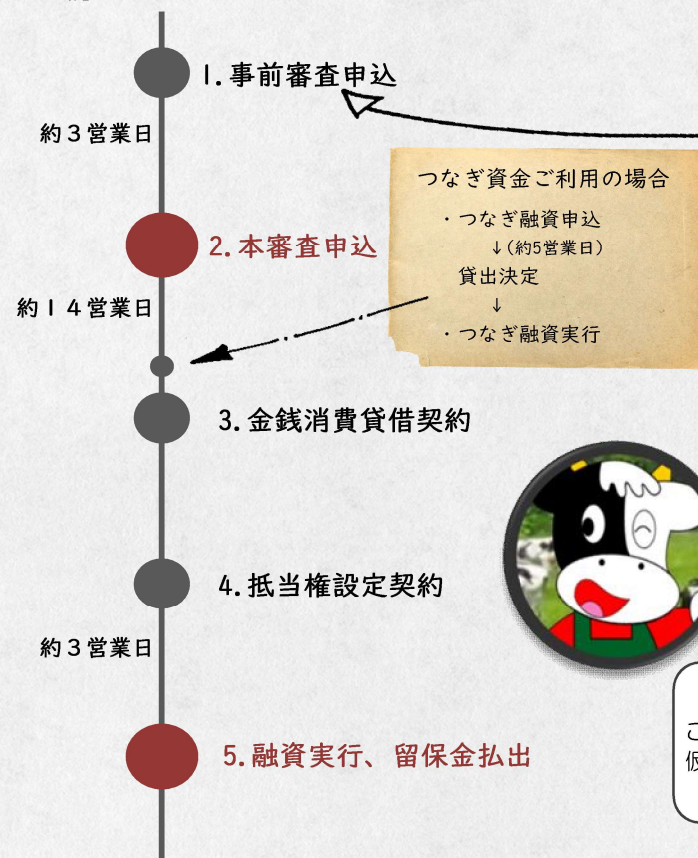 1.事前審査申込
約3営業日
つなぎ資金ご利用の場合
・つなぎ融資申込
↓(約5営業日)
貸出決定
↓
・つなぎ融資実行
2.本審査申込
約14営業日
3.金銭消費貸借契約
4.抵当権設定契約
約3営業日
5.融資実行、留保金払出
こ
仮